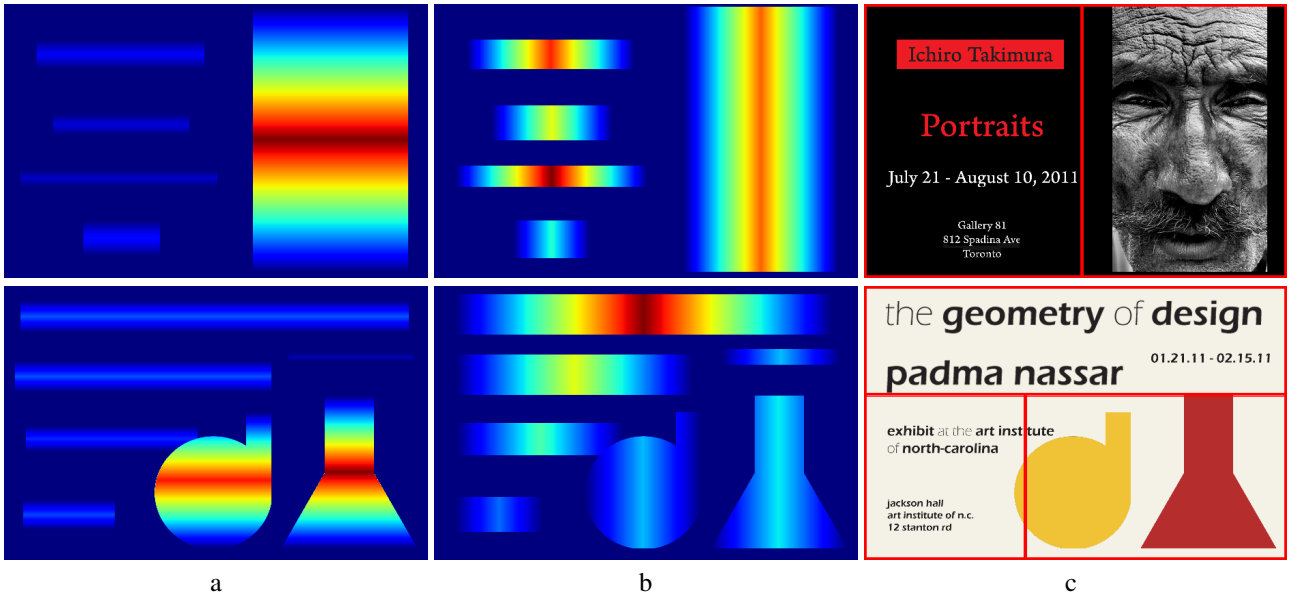 Ichiro Takimura
Portraits
July 21 - August 10, 2011
Gallery 81
812 Spadina Ave
Toronto
the geometry of design
padma nassar
01.21.11 - 02.15.11
exhibit at the art institute
of north-carolina
jackson hall
art institute of n.c.
12 stanton rd
a
b
c